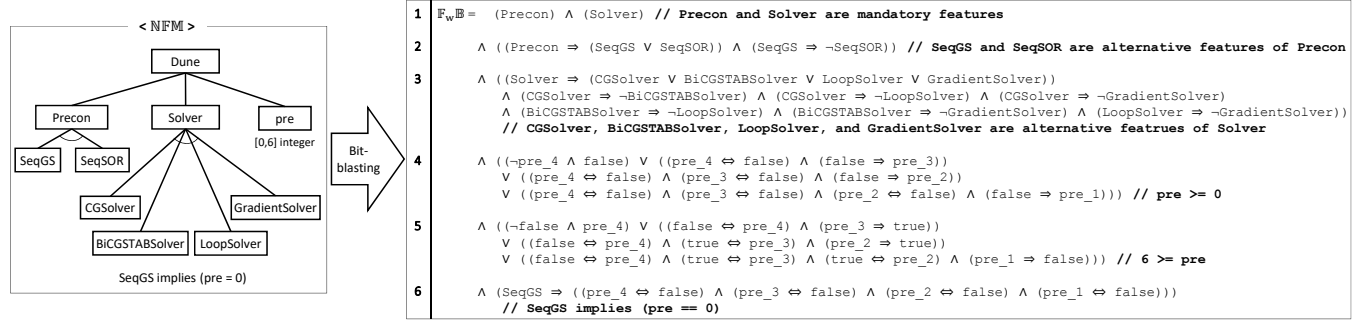 < ℕFM >
Dune
Precon
Solver
pre
[0,6] integer
SeqGS
SeqSOR
CGSolver
GradientSolver
BiCGSTABSolver
LoopSolver
SeqGS implies (pre = 0)
Bit-
blasting
1 𝔽w𝔹 = (Precon) ∧ (Solver) // Precon and Solver are mandatory features
2 ∧ ((Precon ⇒ (SeqGS ∨ SeqSOR)) ∧ (SeqGS ⇒ ¬SeqSOR)) // SeqGS and SeqSOR are alternative features of Precon
3 ∧ ((Solver ⇒ (CGSolver ∨ BiCGSTABSolver ∨ LoopSolver ∨ GradientSolver))
∧ (CGSolver ⇒ ¬BiCGSTABSolver) ∧ (CGSolver ⇒ ¬LoopSolver) ∧ (CGSolver ⇒ ¬GradientSolver)
∧ (BiCGSTABSolver ⇒ ¬LoopSolver) ∧ (BiCGSTABSolver ⇒ ¬GradientSolver) ∧ (LoopSolver ⇒ ¬GradientSolver))
// CGSolver, BiCGSTABSolver, LoopSolver, and GradientSolver are alternative featrues of Solver
4 ∧ ((¬pre_4 ∧ false) ∨ ((pre_4 ⇔ false) ∧ (false ⇒ pre_3))
∨ ((pre_4 ⇔ false) ∧ (pre_3 ⇔ false) ∧ (false ⇒ pre_2))
∨ ((pre_4 ⇔ false) ∧ (pre_3 ⇔ false) ∧ (pre_2 ⇔ false) ∧ (false ⇒ pre_1))) // pre >= 0
5 ∧ ((¬false ∧ pre_4) ∨ ((false ⇔ pre_4) ∧ (pre_3 ⇒ true))
∨ ((false ⇔ pre_4) ∧ (true ⇔ pre_3) ∧ (pre_2 ⇒ true))
∨ ((false ⇔ pre_4) ∧ (true ⇔ pre_3) ∧ (true ⇔ pre_2) ∧ (pre_1 ⇒ false))) // 6 >= pre
6 ∧ (SeqGS ⇒ ((pre_4 ⇔ false) ∧ (pre_3 ⇔ false) ∧ (pre_2 ⇔ false) ∧ (pre_1 ⇔ false)))
// SeqGS implies (pre == 0)